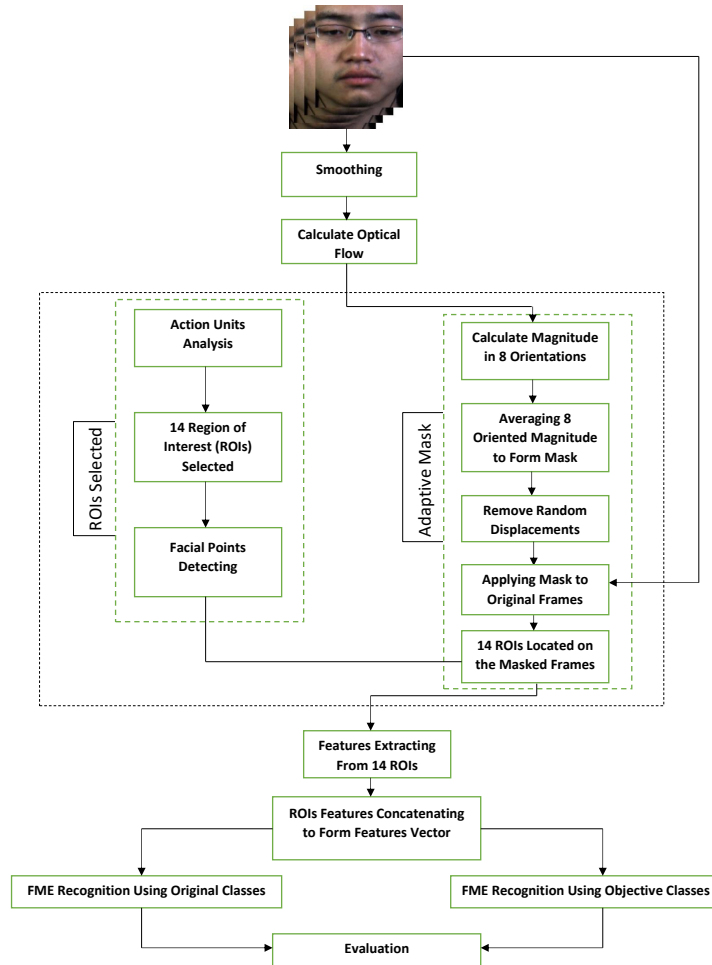 Smoothing
Calculate Optical
Flow
Action Units
Analysis
14 Region of
Interest (ROIs)
Selected
Facial Points
Detecting
ROIs Selected
Calculate Magnitude
in 8 Orientations
Averaging 8
Oriented Magnitude
to Form Mask
Remove Random
Displacements
Applying Mask to
Original Frames
14 ROIs Located on
the Masked Frames
Adaptive Mask
Features Extracting
From 14 ROIs
ROIs Features Concatenating
to Form Features Vector
FME Recognition Using Original Classes
FME Recognition Using Objective Classes
Evaluation